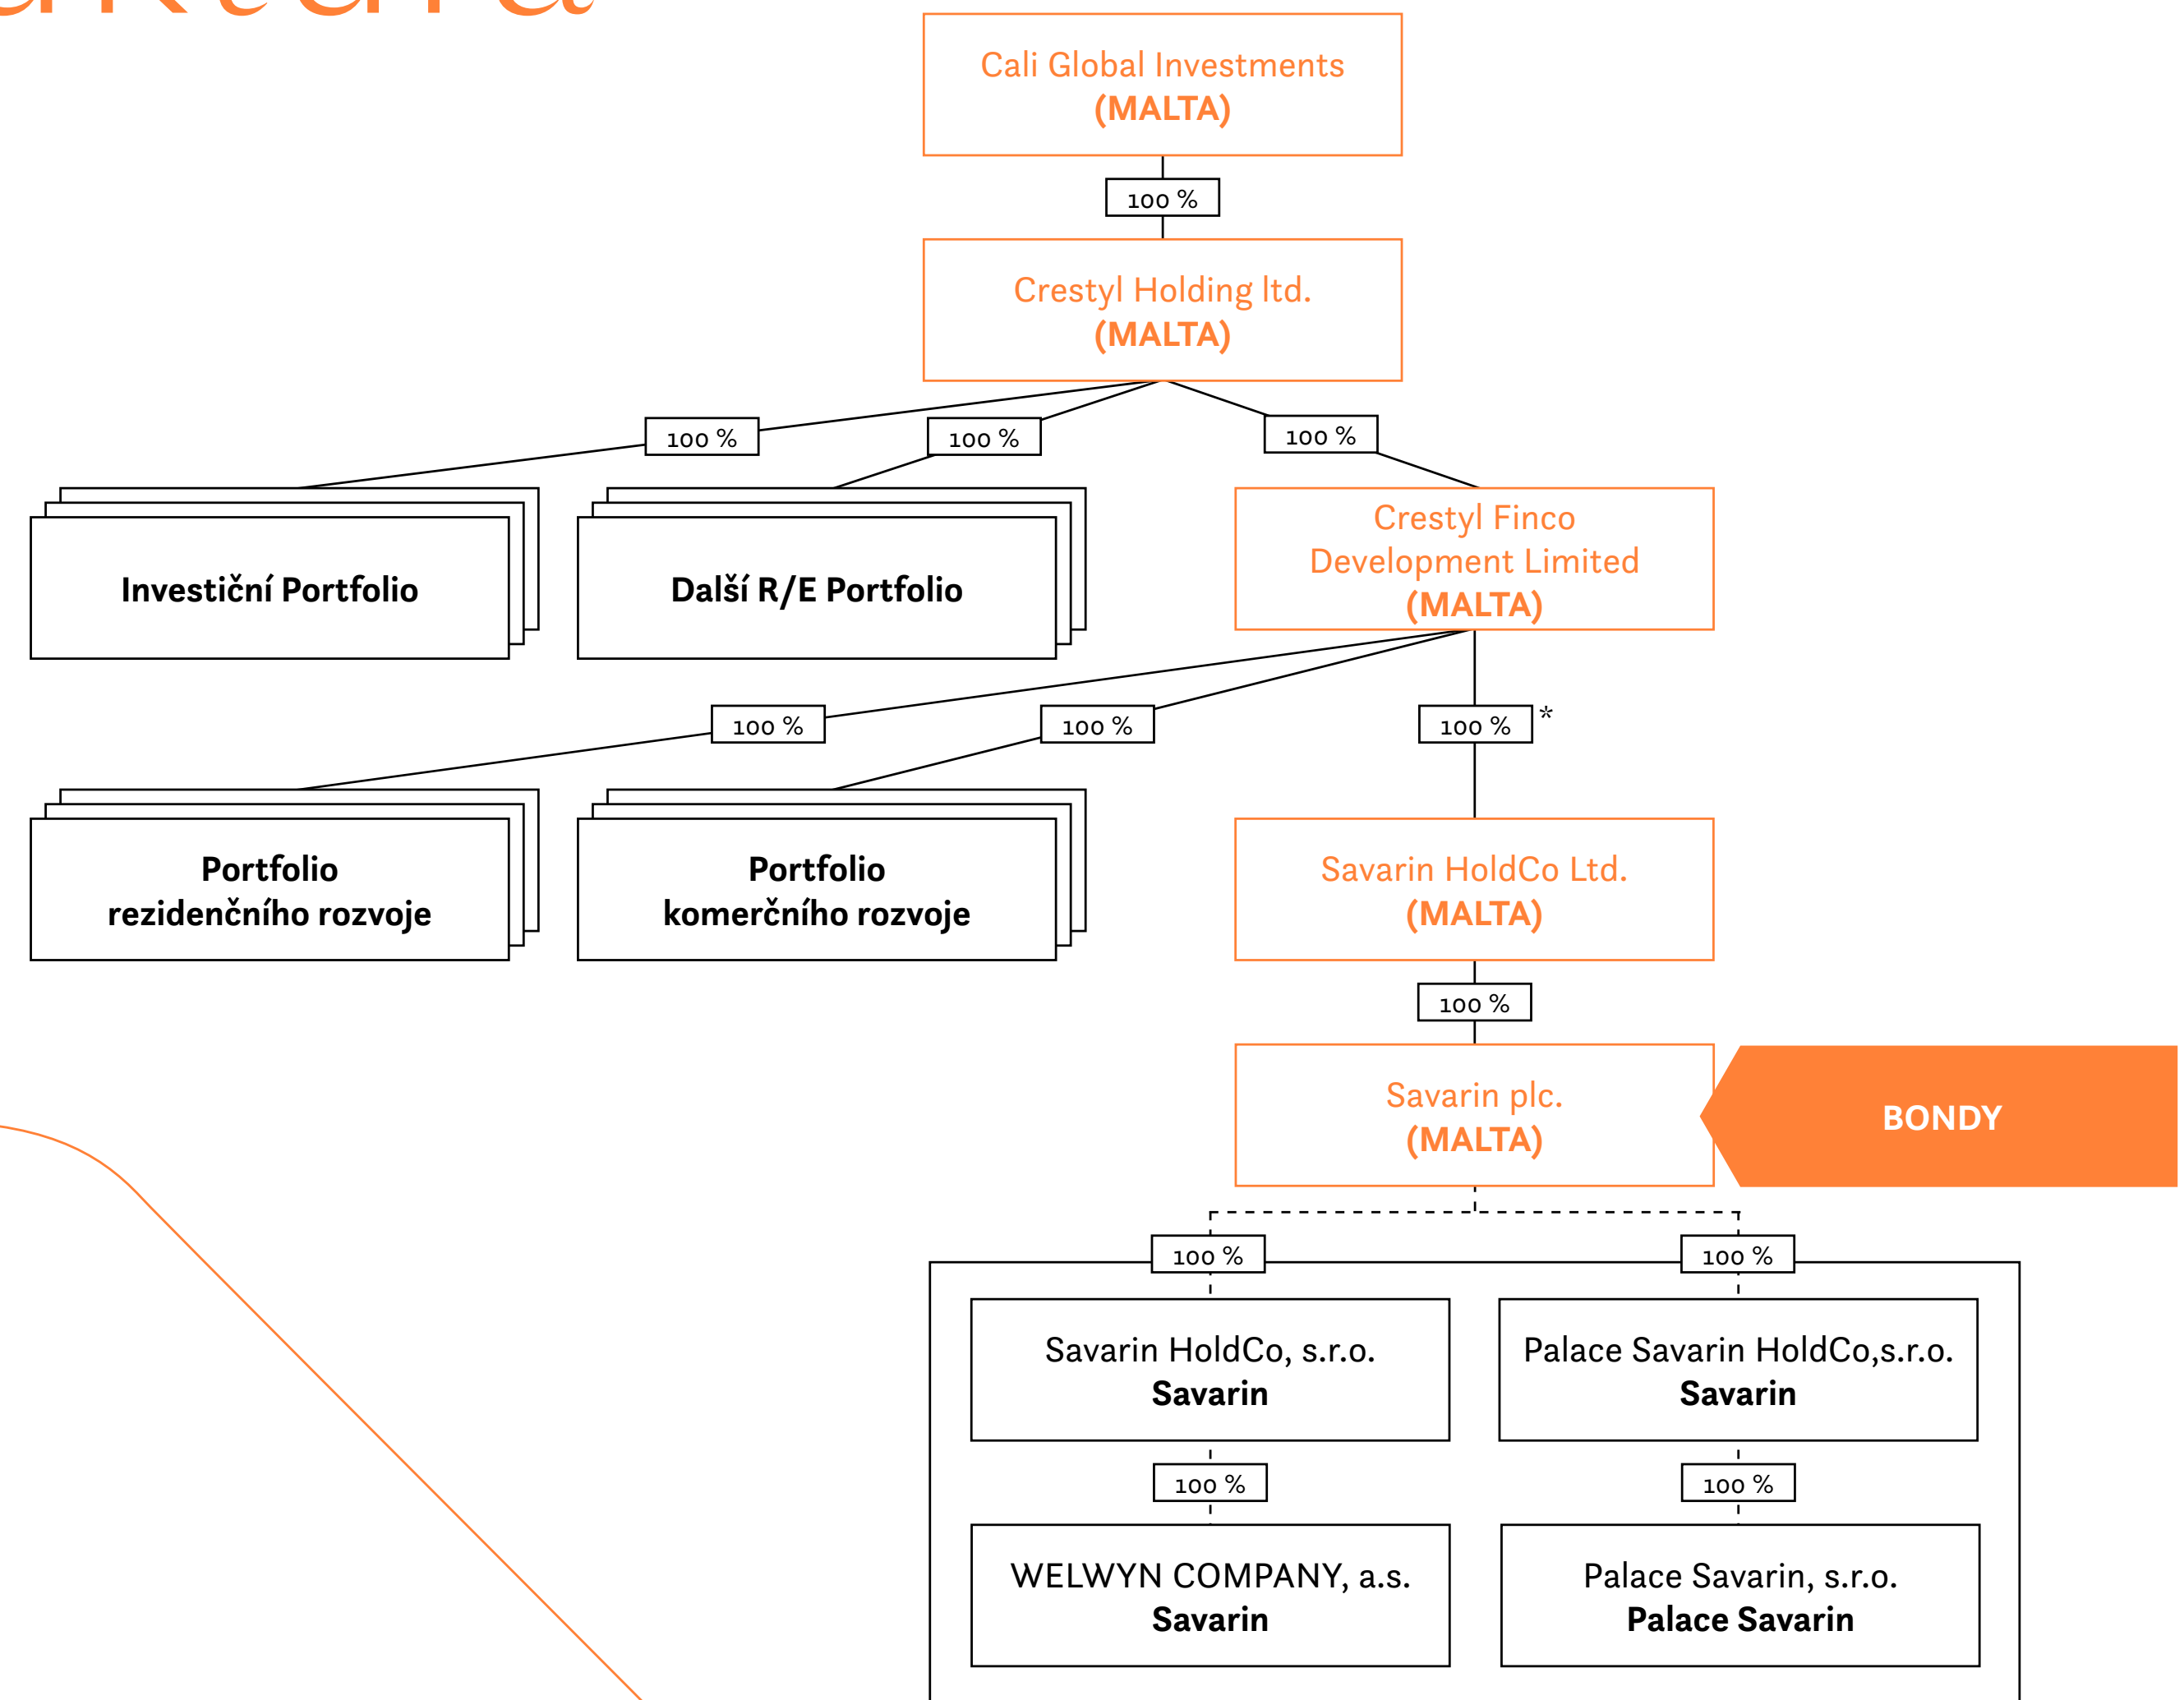 Cali Global Investments
(MALTA)
100 %
Crestyl Holding ltd.
(MALTA)
100 %
100 %
100 %
Investiční Portfolio
Další R/E Portfolio
Crestyl Finco
Development Limited
(MALTA)
100 %
100 %
100 % *
Portfolio
rezidenčního rozvoje
Portfolio
komerčního rozvoje
Savarin HoldCo Ltd.
(MALTA)
100 %
Savarin plc.
(MALTA)
BONDY
100 %
100 %
Savarin HoldCo, s.r.o.
Savarin
Palace Savarin HoldCo,s.r.o.
Savarin
100 %
100 %
WELWYN COMPANY, a.s.
Savarin
Palace Savarin, s.r.o.
Palace Savarin